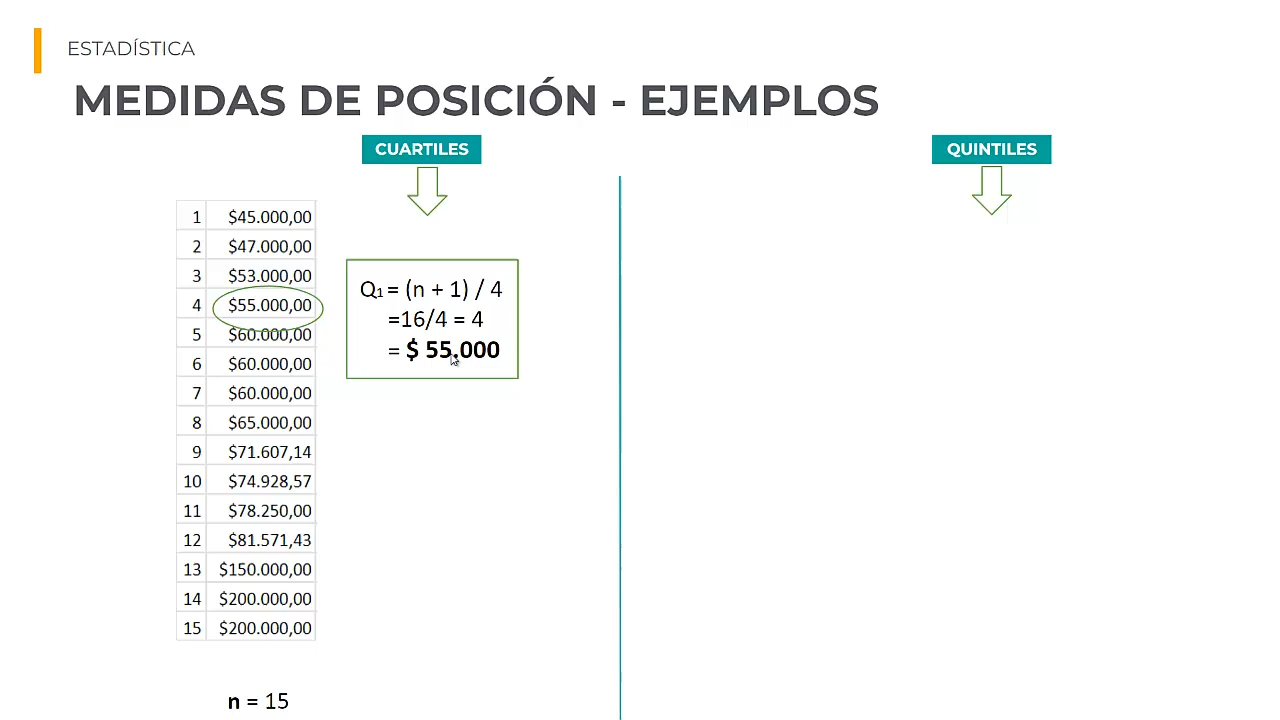 ESTADÍSTICA
MEDIDAS DE POSICIÓN - EJEMPLOS
CUARTILES
QUINTILES
1 $45.000,00
2 $47.000,00
3 $53.000,00
4 $55.000,00
5 $60.000,00
6 $60.000,00
7 $60.000,00
8 $65.000,00
9 $71.607,14
10 $74.928,57
11 $78.250,00
12 $81.571,43
13 $150.000,00
14 $200.000,00
15 $200.000,00
n = 15
Q1 = (n + 1) / 4
=16/4 = 4
= $ 55.000